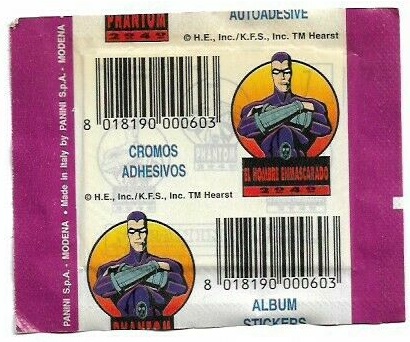 PHANTOM
2040
AUTOADESIVE
© H.E., Inc./K.F.S., Inc. TM Hearst
8 018190 000603
CROMOS
ADHESIVOS
EL HOMBRE ENMASCARADO
2040
© H.E., Inc./K.F.S., Inc. TM Hearst
8 018190 000603
PHANTOM
ALBUM
STICKERS
PANINI S.p.A. - MODENA • Made in Italy by PANINI S.p.A. - MODENA